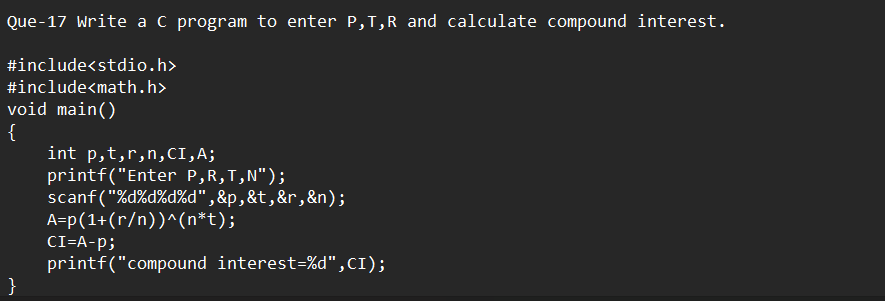 Que-17 Write a C program to enter P,T,R and calculate compound interest.
#include<stdio.h>
#include<math.h>
void main()
{
    int p,t,r,n,CI,A;
    printf("Enter P,R,T,N");
    scanf("%d%d%d%d",&p,&t,&r,&n);
    A=p(1+(r/n))^(n*t);
    CI=A-p;
    printf("compound interest=%d",CI);
}